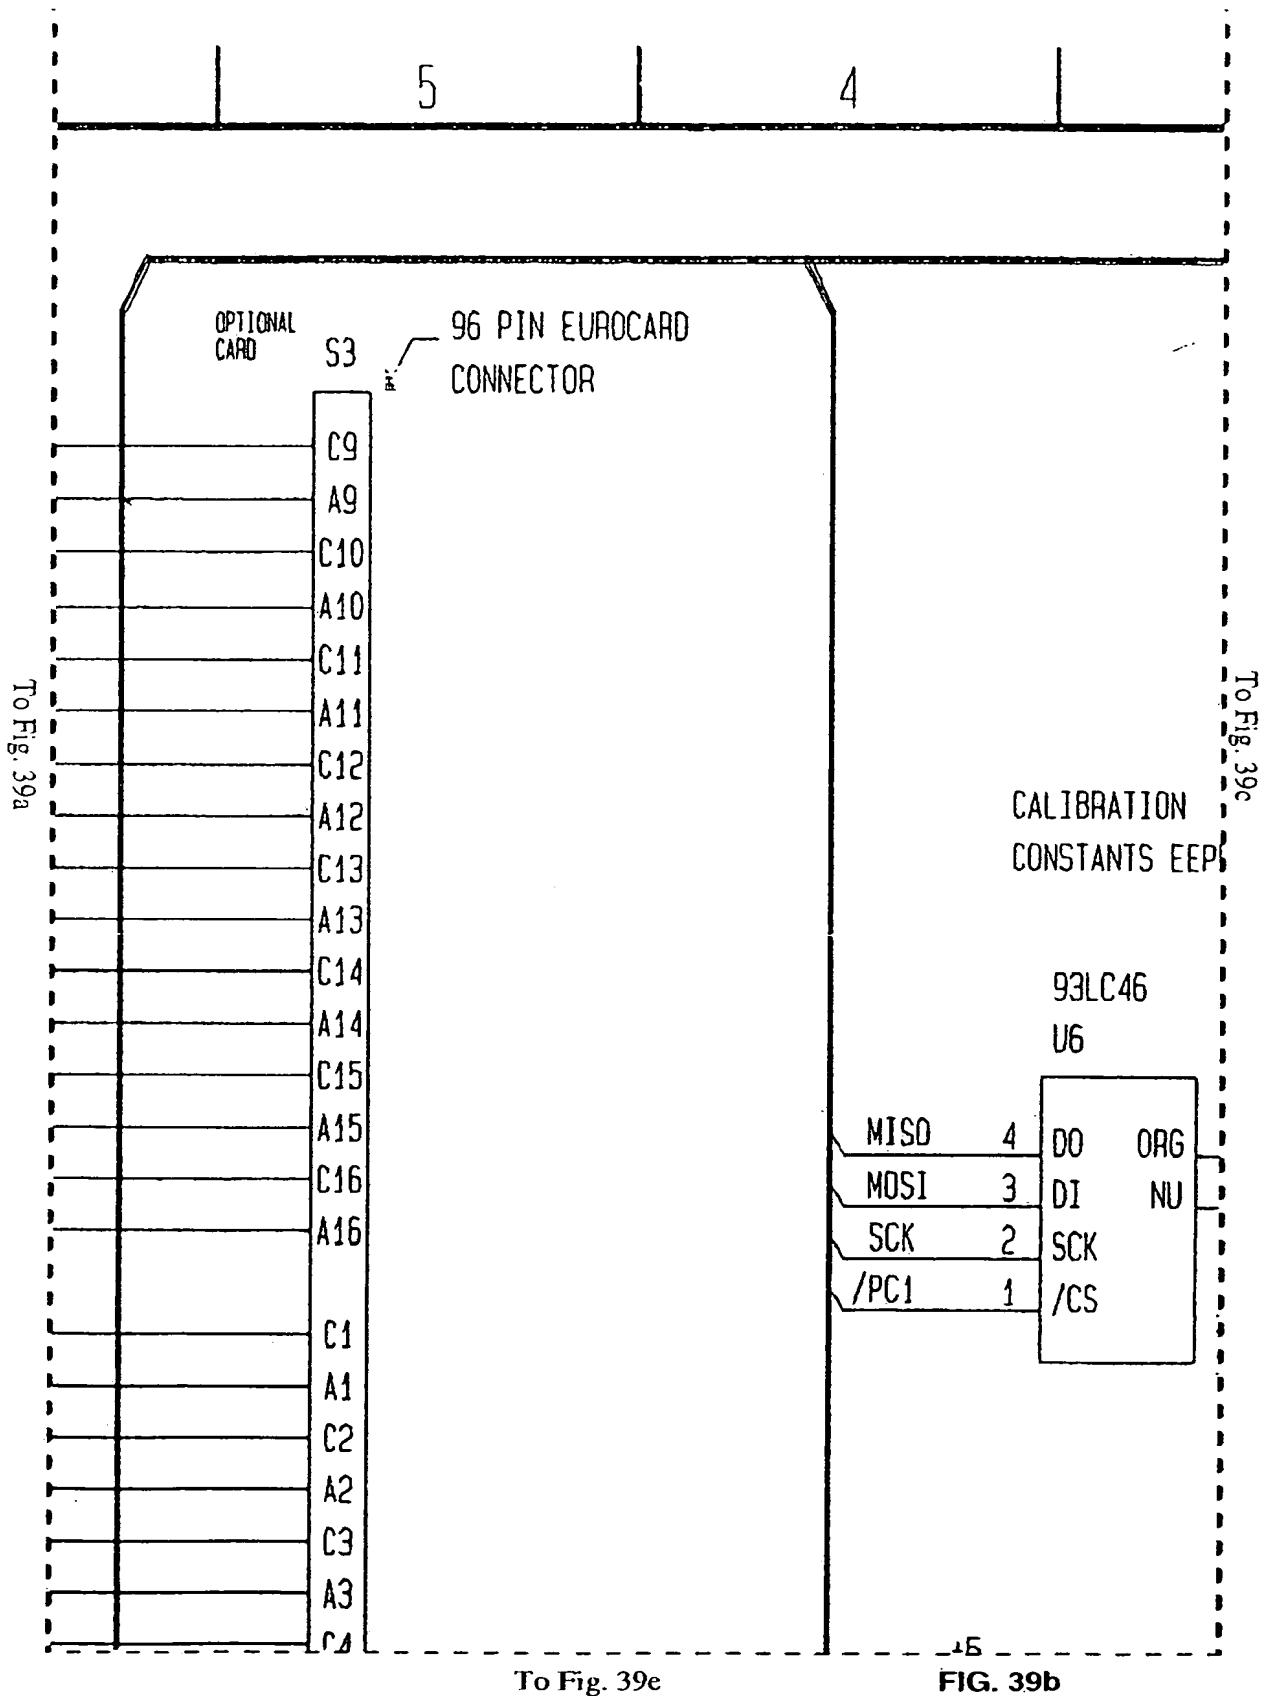 5
4
OPTIONAL
CARD
S3
96 PIN EUROCARD
CONNECTOR
C9
A9
C10
A10
C11
A11
C12
A12
C13
A13
C14
A14
C15
A15
C16
A16
C1
A1
C2
A2
C3
A3
C4
To Fig. 39a
To Fig. 39c
CALIBRATION
CONSTANTS EEP
93LC46
U6
MISO 4 DO ORG
MOSI 3 DI NU
SCK 2 SCK
/PC1 1 /CS
To Fig. 39e
FIG. 39b